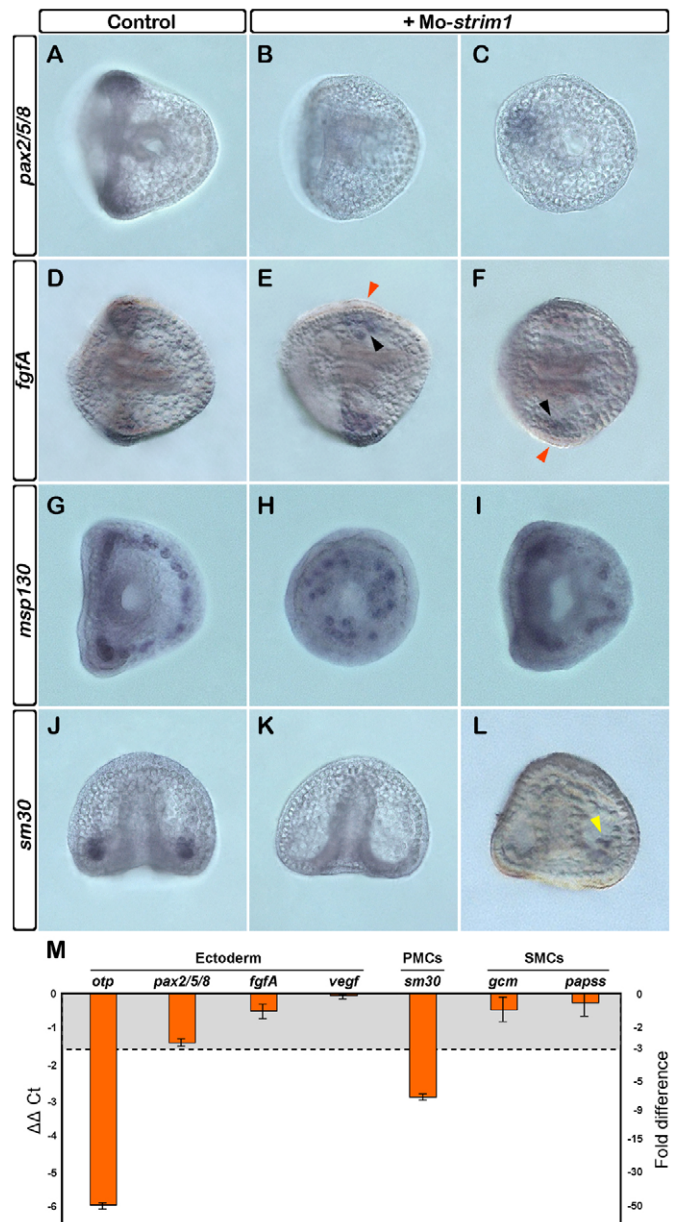 Control
+ Mo-strim1
pax2/5/8
A
B
C
fgfA
D
E
F
msp130
G
H
I
sm30
J
K
L
M
Ectoderm PMCs SMCs
otp pax2/5/8 fgfA vegf sm30 gcm papss
0
-1
-2
-3
-4
-5
-6
ΔΔ Ct
0
-2
-3
-5
-9
-15
-30
-50
Fold difference